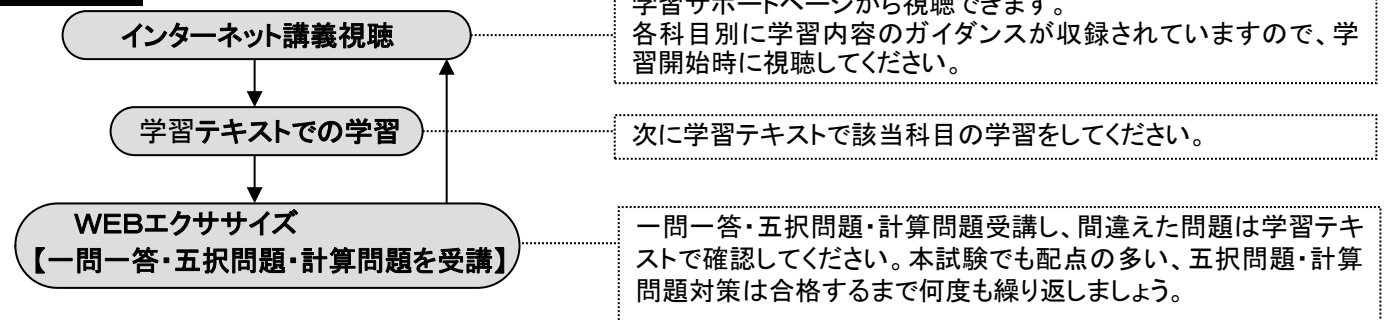 学習サポートページから視聴できます。
インターネット講義視聴
各科目別に学習内容のガイダンスが収録されていますので、学
習開始時に視聴してください。
学習テキストでの学習
次に学習テキストで該当科目の学習をしてください。
WEBエクササイズ
【一問一答・五択問題・計算問題を受講】
一問一答・五択問題・計算問題受講し、間違えた問題は学習テキ
ストで確認してください。本試験でも配点の多い、五択問題・計算
問題対策は合格するまで何度も繰り返しましょう。